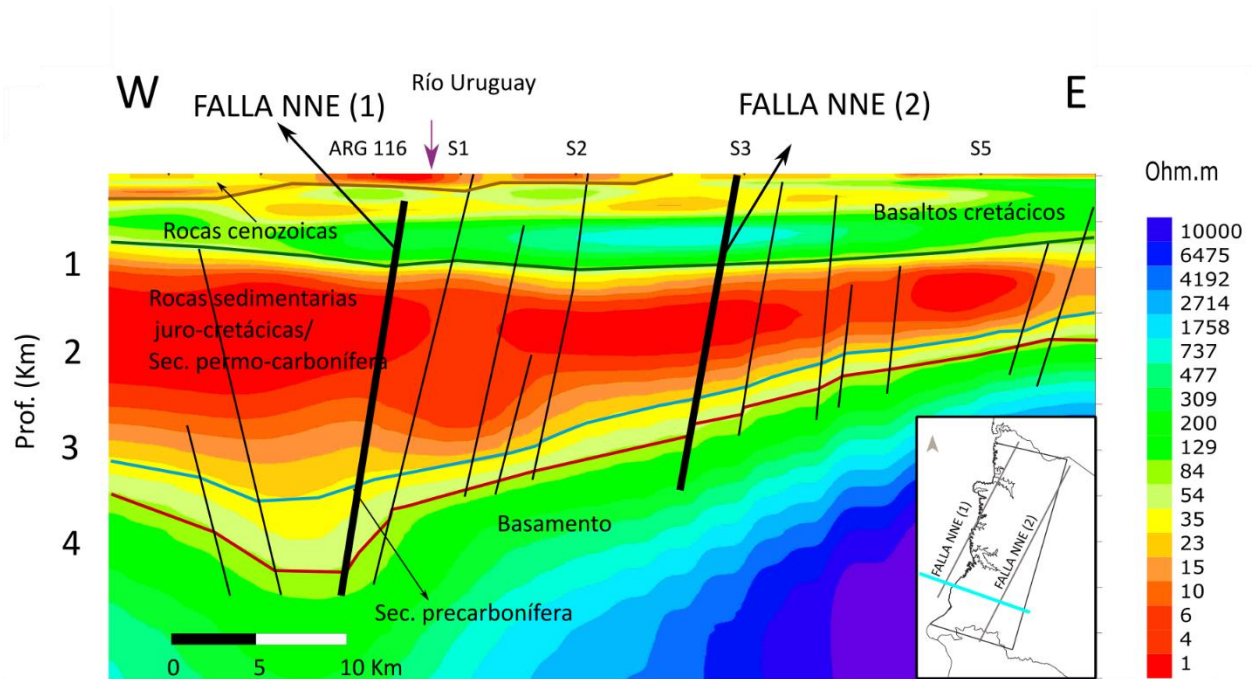 W
FALLA NNE (1)
Río Uruguay
FALLA NNE (2)
E
ARG 116
S1
S2
S3
S5
Ohm.m
Rocas cenozoicas
Basaltos cretácicos
Rocas sedimentarias
juro-cretácicas/
Sec. permo-carbonífera
Basamento
Sec. precarbonífera
Prof. (Km)
1
2
3
4
0
5
10 Km
FALLA NNE (1)
FALLA NNE (2)
10000
6475
4192
2714
1758
737
477
309
200
129
84
54
35
23
15
10
6
4
1